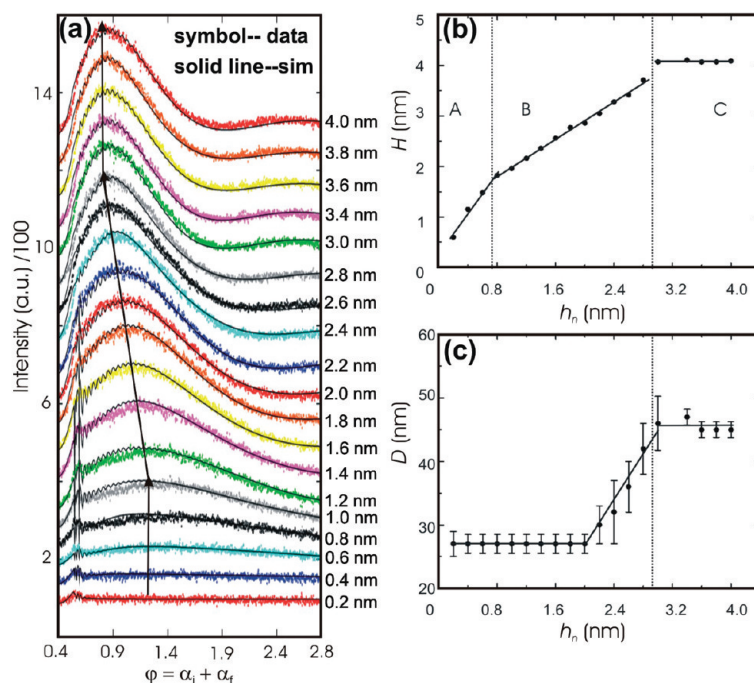 (a)
symbol-- data
solid line--sim
Intensity (a.u.) /100
14
10
6
2
4.0 nm
3.8 nm
3.6 nm
3.4 nm
3.0 nm
2.8 nm
2.6 nm
2.4 nm
2.2 nm
2.0 nm
1.8 nm
1.6 nm
1.4 nm
1.2 nm
1.0 nm
0.8 nm
0.6 nm
0.4 nm
0.2 nm
0.4 0.9 1.4 2.4 2.8
φ = αi + αf
(b)
H (nm)
5
4
3
2
1
0
A B C
0 0.8 1.6 2.4 3.2 4.0
hn (nm)
(c)
D (nm)
60
50
40
30
20
0 0.8 1.6 2.4 3.2 4.0
hn (nm)